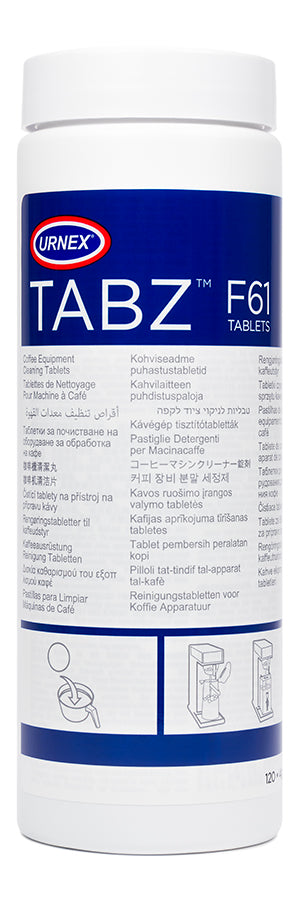 URNEX®
TABZ™
F61
TABLETS
Coffee Equipment
Cleaning Tablets
Tablettes de Nettoyage
Pour Machine à Café
أقراص تنظيف معدات القهوة
Таблетки за почистване на
оборудване за обработка
на кафе
咖啡機清潔丸
咖啡机清洁片
Čisticí tablety na přístroj na
přípravu kávy
Rengøringstabletter til
kaffeudstyr
Kaffeeausrüstung
Reinigung Tabletten
Δισκία καθαρισμού του εξοπ
λισμού καφέ
Pastillas para Limpiar
Máquinas de Café
Kohviseadme
puhastustabletid
Kahvilaitteen
puhdistuspaloja
טבליות לניקוי ציוד לקפה
Kávégép tisztítótabletták
Pastiglie Detergenti
per Macinacaffe
コーヒーマシンクリーナー錠剤
커피 장비 분말 세정제
Kavos ruošimo įrangos
valymo tabletės
Kafijas aprīkojuma tīrīšanas
tabletes
Tablet pembersih peralatan
kopi
Pilloli tat-tindif tal-apparat
tal-kafè
Reinigingstabletten voor
Koffie Apparatuur
120